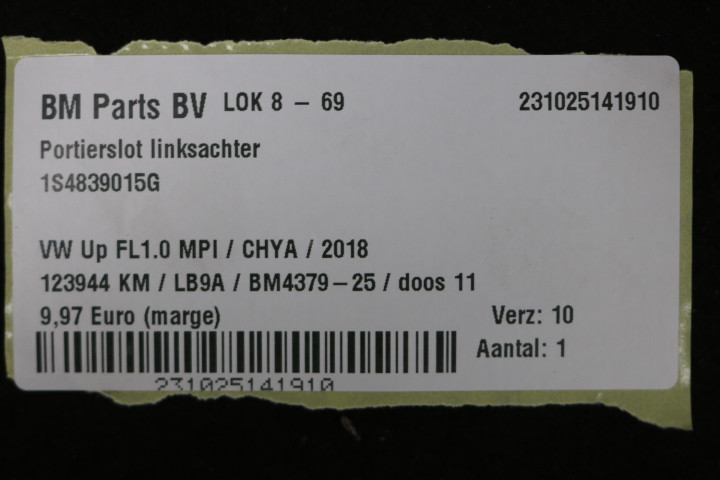 BM Parts BV LOK 8 – 69 231025141910
Portierslot linksachter
1S4839015G
VW Up FL1.0 MPI / CHYA / 2018
123944 KM / LB9A / BM4379–25 / doos 11
9,97 Euro (marge) Verz: 10
Aantal: 1
231025141910